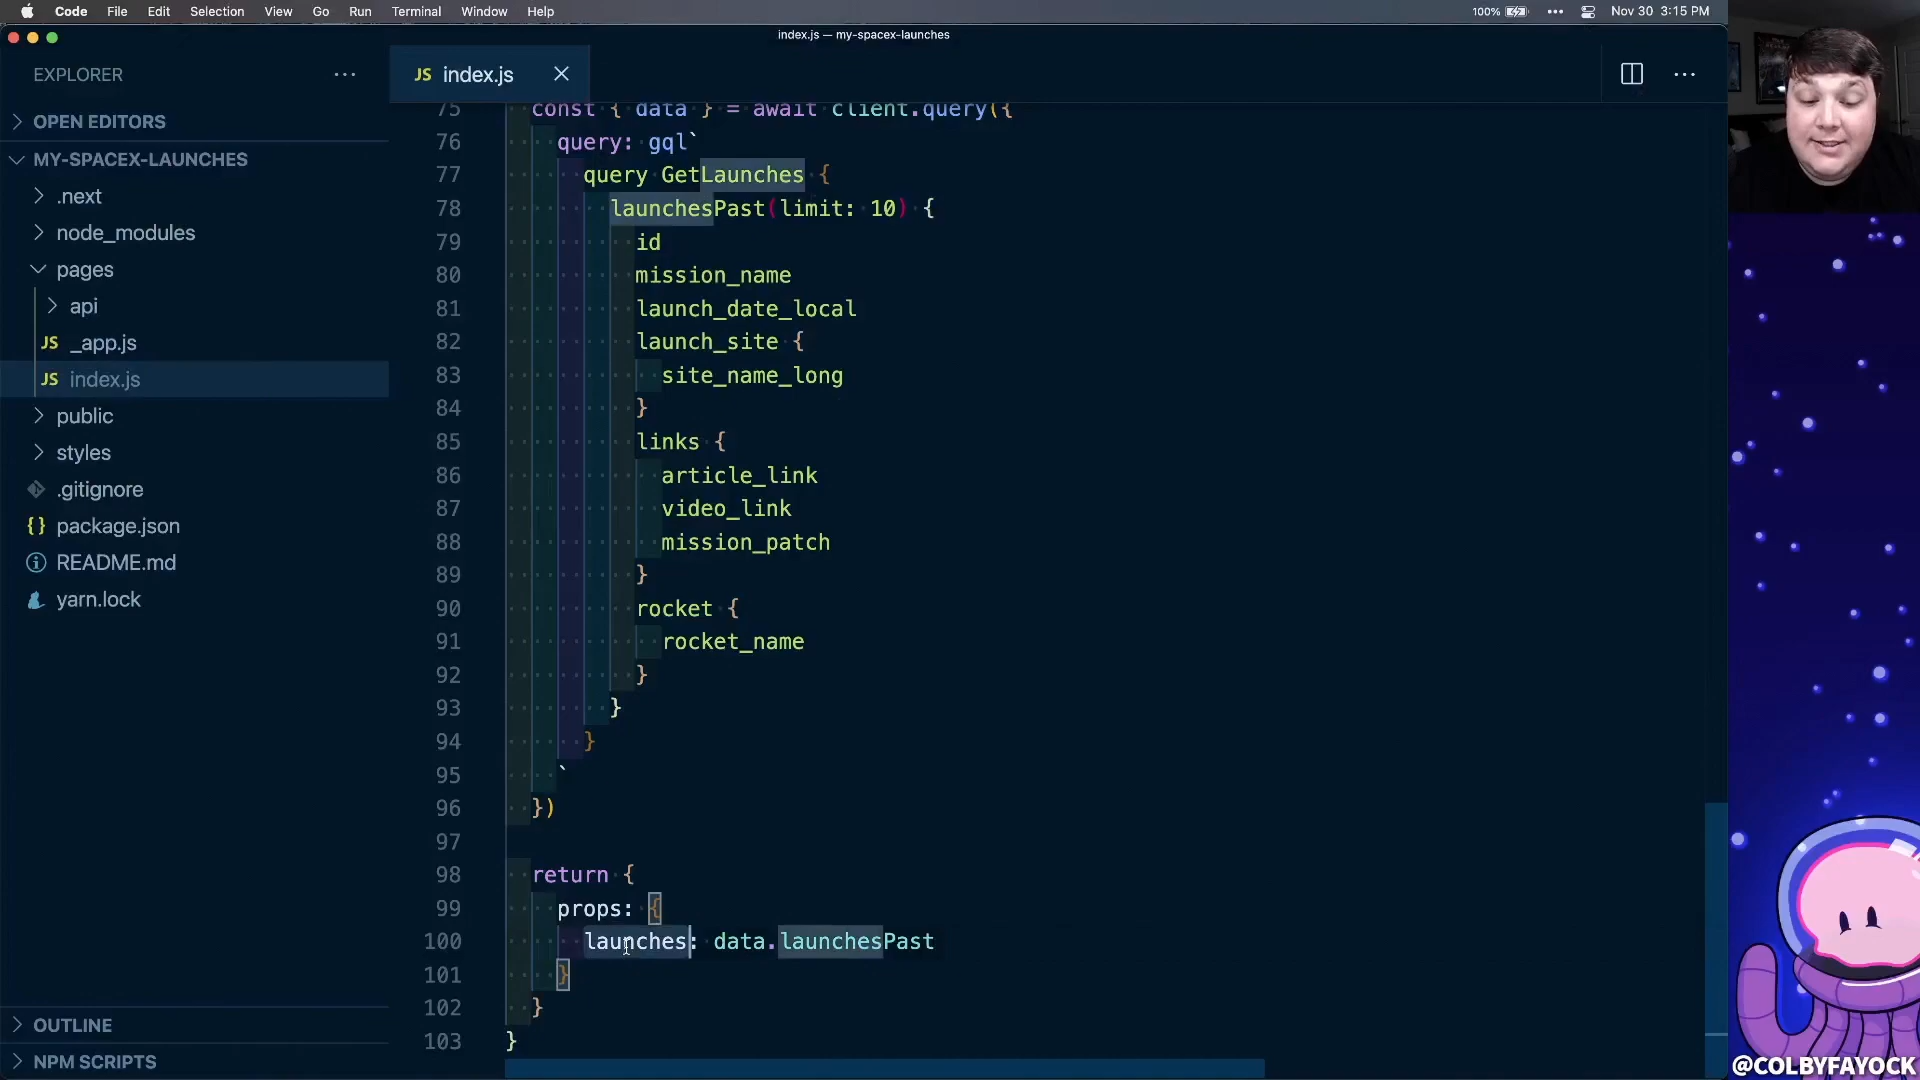 Code File Edit Selection View Go Run Terminal Window Help 100% Nov 30 3:15 PM
index.js — my-spacex-launches
EXPLORER
OPEN EDITORS
MY-SPACEX-LAUNCHES
.next
node_modules
pages
api
JS _app.js
JS index.js
public
styles
.gitignore
{} package.json
README.md
yarn.lock
OUTLINE
NPM SCRIPTS
JS index.js
75 const { data } = await client.query({
76 query: gql`
77 query GetLaunches {
78 launchesPast(limit: 10) {
79 id
80 mission_name
81 launch_date_local
82 launch_site {
83 site_name_long
84 }
85 links {
86 article_link
87 video_link
88 mission_patch
89 }
90 rocket {
91 rocket_name
92 }
93 }
94 }
95 `
96 })
97
98 return {
99 props: {
100 launches: data.launchesPast
101 }
102 }
103 }
@COLBYFAYOCK